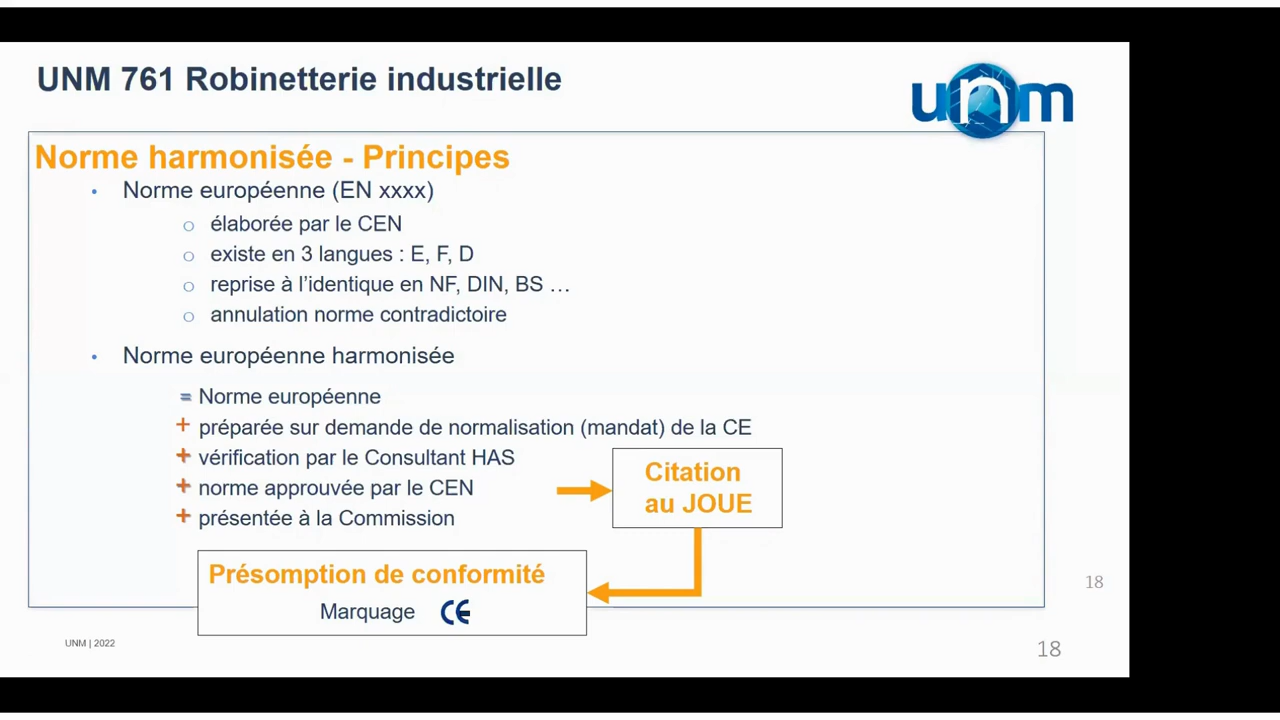 UNM 761 Robinetterie industrielle
unm
Norme harmonisée - Principes
• Norme européenne (EN xxxx)
o élaborée par le CEN
o existe en 3 langues : E, F, D
o reprise à l’identique en NF, DIN, BS …
o annulation norme contradictoire
• Norme européenne harmonisée
= Norme européenne
+ préparée sur demande de normalisation (mandat) de la CE
+ vérification par le Consultant HAS
+ norme approuvée par le CEN
+ présentée à la Commission
Citation
au JOUE
Présomption de conformité
Marquage CE
18
UNM | 2022
18